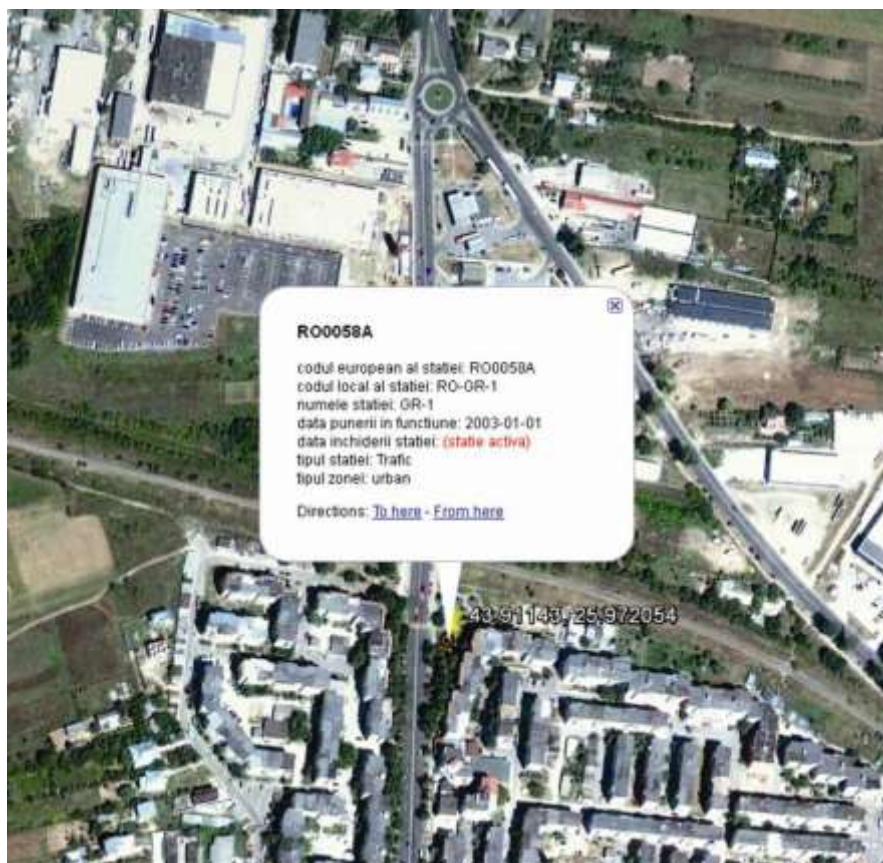 RO0058A
codul european al statiei: RO0058A
codul local al statiei: RO-GR-1
numele statiei: GR-1
data punerii in functiune: 2003-01-01
data inchiderii statiei: (statie activa)
tipul statiei: Trafic
tipul zonei: urban
Directions: To here - From here
43.91143, 25.972054